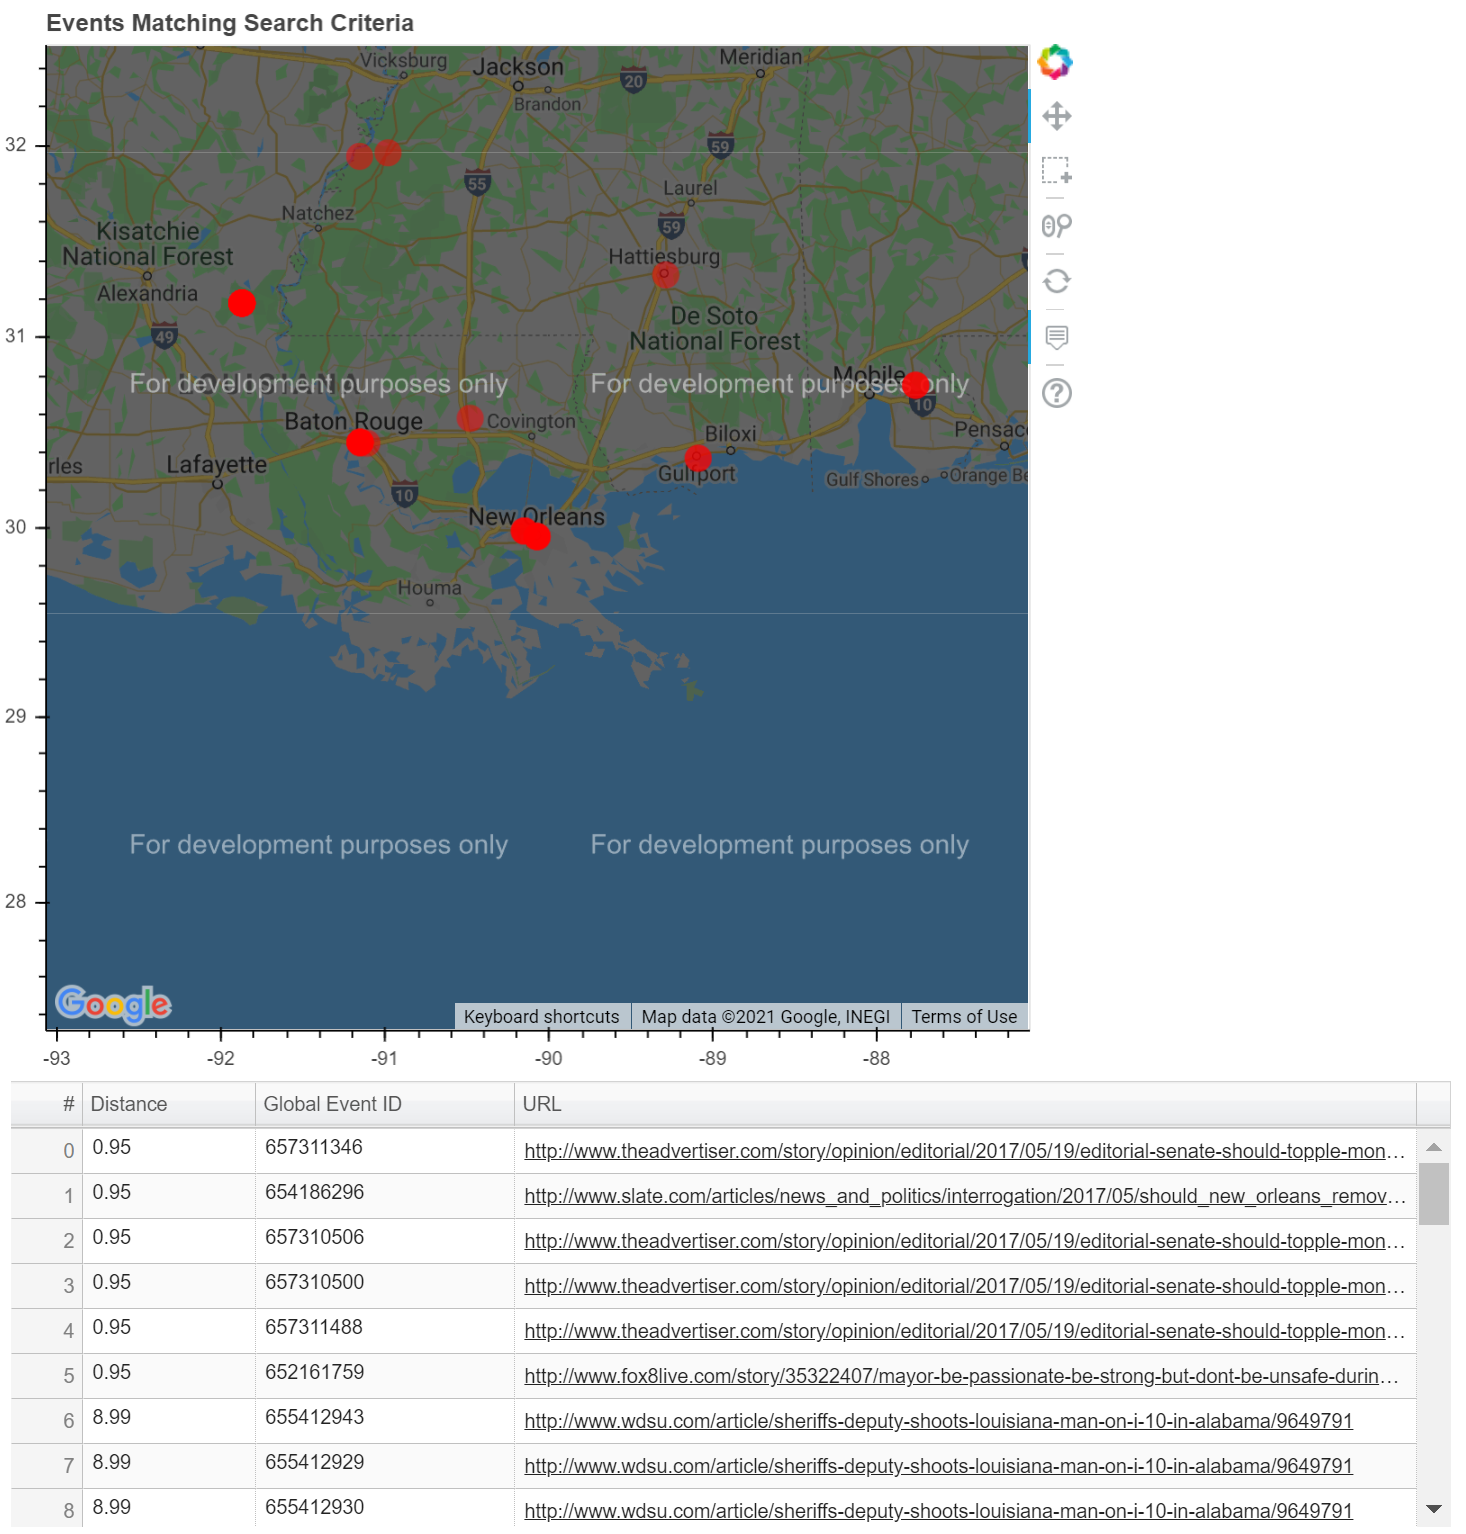 Events Matching Search Criteria
Vicksburg
Jackson
Meridian
20
Brandon
32
59
55
Laurel
Natchez
59
Kisatchie
National Forest
Hattiesburg
Alexandria
De Soto
National Forest
31
49
For development purposes only
For development purposes only
Mobile
10
Baton Rouge
Covington
Biloxi
Pensac
rles
Lafayette
Gulfport
Gulf Shores
Orange Be
10
New Orleans
30
Houma
29
For development purposes only
For development purposes only
28
Google
Keyboard shortcuts
Map data ©2021 Google, INEGI
Terms of Use
-93 -92 -91 -90 -89 -88
# Distance Global Event ID URL
0 0.95 657311346 http://www.theadvertiser.com/story/opinion/editorial/2017/05/19/editorial-senate-should-topple-mon…
1 0.95 654186296 http://www.slate.com/articles/news_and_politics/interrogation/2017/05/should_new_orleans_remov…
2 0.95 657310506 http://www.theadvertiser.com/story/opinion/editorial/2017/05/19/editorial-senate-should-topple-mon…
3 0.95 657310500 http://www.theadvertiser.com/story/opinion/editorial/2017/05/19/editorial-senate-should-topple-mon…
4 0.95 657311488 http://www.theadvertiser.com/story/opinion/editorial/2017/05/19/editorial-senate-should-topple-mon…
5 0.95 652161759 http://www.fox8live.com/story/35322407/mayor-be-passionate-be-strong-but-dont-be-unsafe-durin…
6 8.99 655412943 http://www.wdsu.com/article/sheriffs-deputy-shoots-louisiana-man-on-i-10-in-alabama/9649791
7 8.99 655412929 http://www.wdsu.com/article/sheriffs-deputy-shoots-louisiana-man-on-i-10-in-alabama/9649791
8 8.99 655412930 http://www.wdsu.com/article/sheriffs-deputy-shoots-louisiana-man-on-i-10-in-alabama/9649791